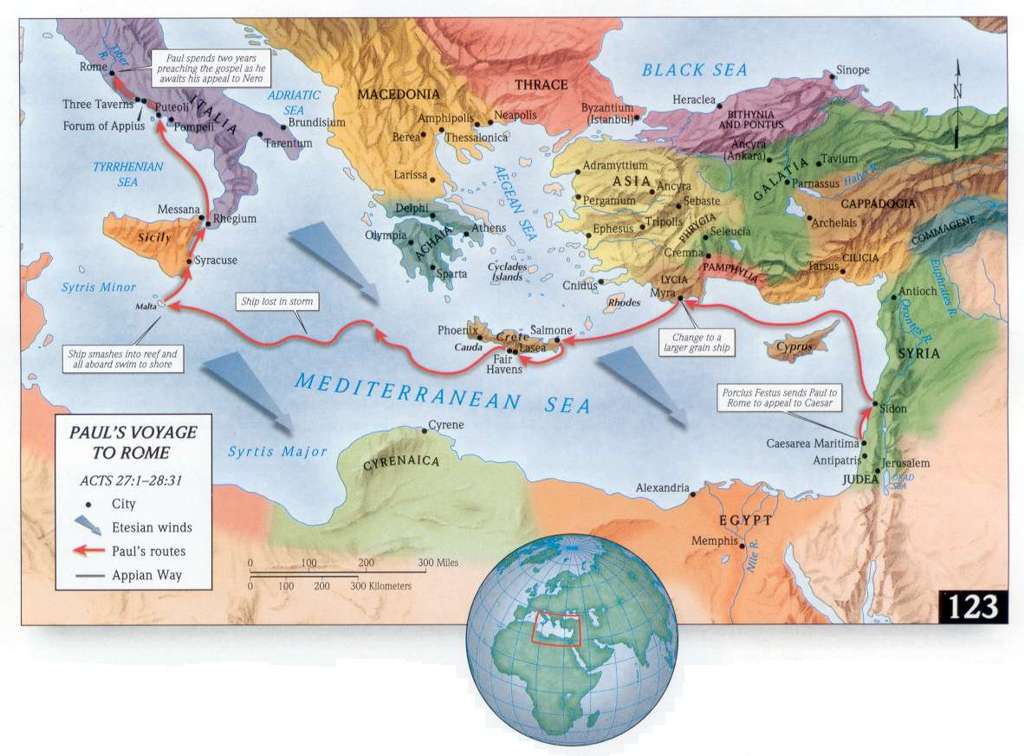 Tiber
R.
Rome
Paul spends two years
preaching the gospel as he
awaits his appeal to Nero
Three Taverns
Forum of Appius
Puteoli
Pompeii
ITALIA
ADRIATIC
SEA
Brundisium
Tarentum
TYRRHENIAN
SEA
MACEDONIA
THRACE
BLACK SEA
Sinope
N
Heraclea
BITHYNIA
AND PONTUS
Byzantium
(Istanbul)
Amphipolis
Neapolis
Berea
Thessalonica
Larissa
AEGEAN SEA
Adramyttium
ASIA
Pergamum
Ancyra
Sebaste
Ephesus
Tripolis
PHRIGIA
Seleucia
Cremna
Ancyra
(Ankara)
GALATIA
Tavium
Halys R.
Parnassus
CAPPADOCIA
Archelais
COMMAGENE
CILICIA
Tarsus
PAMPHYLIA
LYCIA
Myra
Delphi
ACHAIA
Athens
Olympia
Sparta
Cyclades
Islands
Cnidus
Rhodes
Messana
Rhegium
Sicily
Syracuse
Sytris Minor
Malta
Ship lost in storm
Ship smashes into reef and
all aboard swim to shore
Phoenix
Crete
Salmone
Cauda
Lasea
Fair
Havens
Change to a
larger grain ship
Cyprus
Antioch
Euphrates R.
Orontes R.
SYRIA
Porcius Festus sends Paul to
Rome to appeal to Caesar
Sidon
Caesarea Maritima
Antipatris
Jerusalem
JUDEA
DEAD
SEA
MEDITERRANEAN SEA
Syrtis Major
Cyrene
CYRENAICA
Alexandria
EGYPT
Memphis
Nile R.
PAUL'S VOYAGE
TO ROME
ACTS 27:1–28:31
City
Etesian winds
Paul's routes
Appian Way
0 100 200 300 Miles
0 100 200 300 Kilometers
123